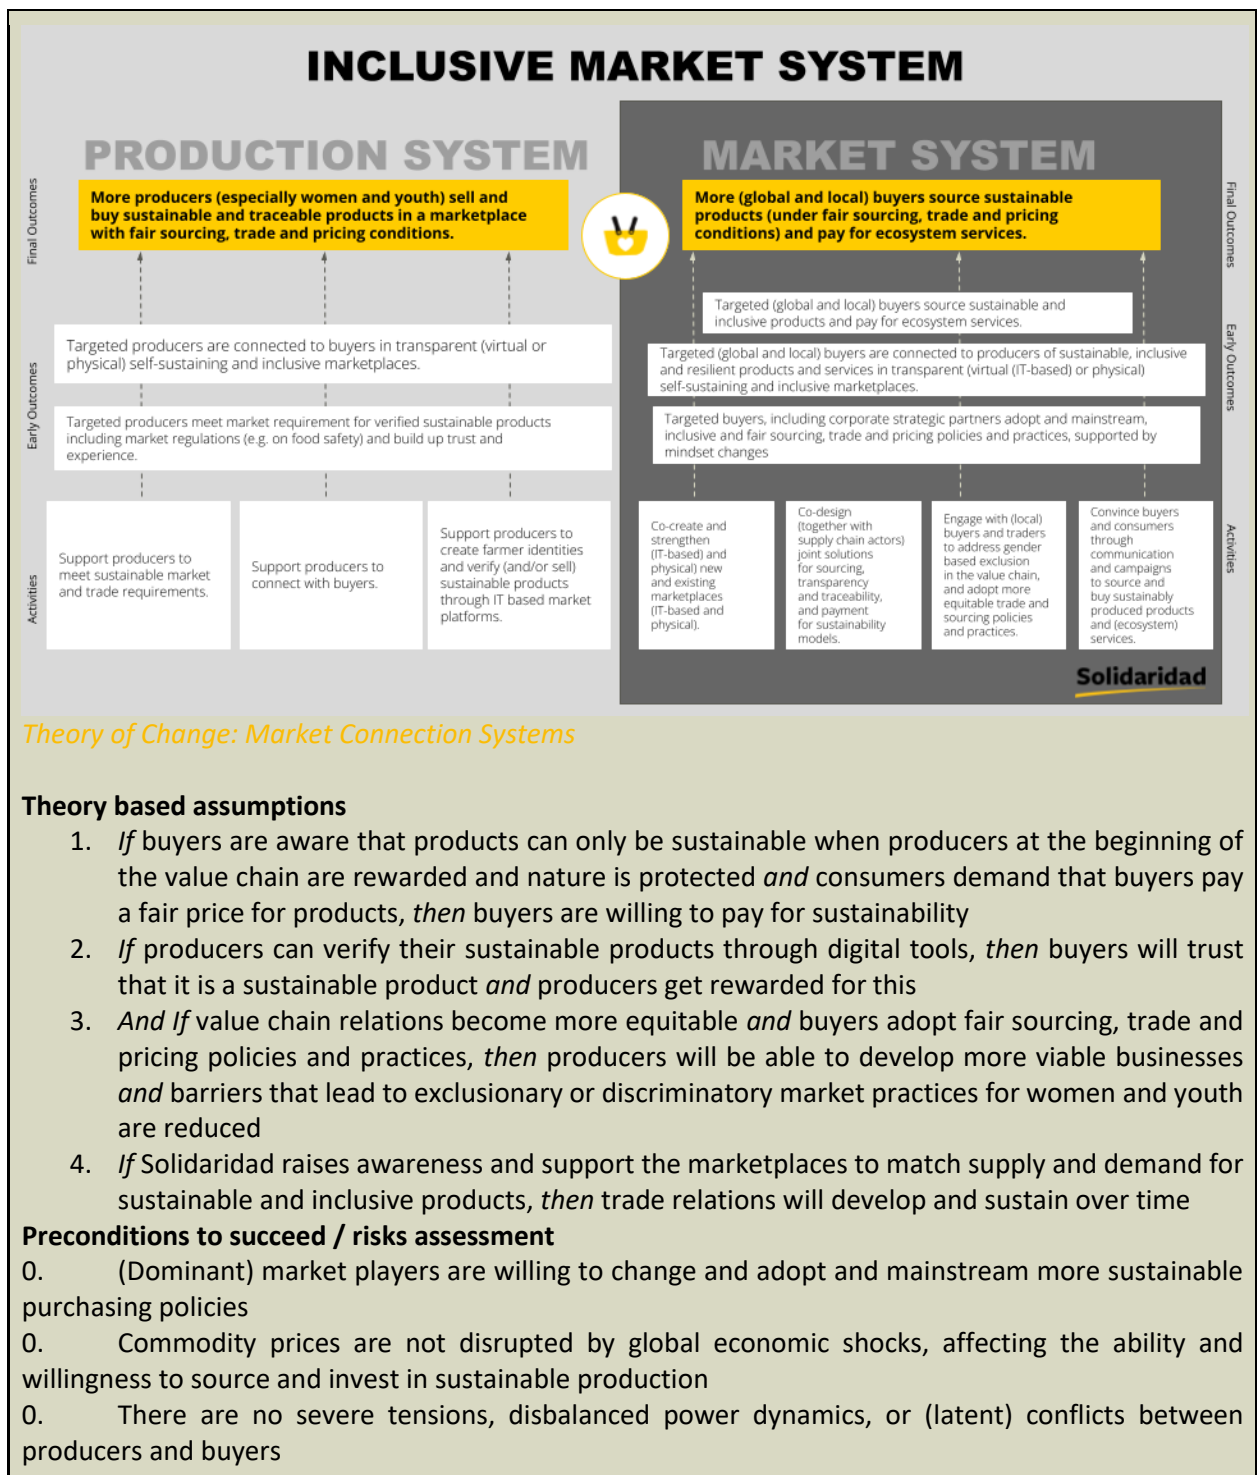 INCLUSIVE MARKET SYSTEM
PRODUCTION SYSTEM
Final Outcomes
More producers (especially women and youth) sell and
buy sustainable and traceable products in a marketplace
with fair sourcing, trade and pricing conditions.
Early Outcomes
Targeted producers are connected to buyers in transparent (virtual or
physical) self-sustaining and inclusive marketplaces.
Targeted producers meet market requirement for verified sustainable products
including market regulations (e.g. on food safety) and build up trust and
experience.
Activities
Support producers to
meet sustainable market
and trade requirements.
Support producers to
connect with buyers.
Support producers to
create farmer identities
and verify (and/or sell)
sustainable products
through IT based market
platforms.
MARKET SYSTEM
More (global and local) buyers source sustainable
products (under fair sourcing, trade and pricing
conditions) and pay for ecosystem services.
Final Outcomes
Targeted (global and local) buyers source sustainable and
inclusive products and pay for ecosystem services.
Targeted (global and local) buyers are connected to producers of sustainable, inclusive
and resilient products and services in transparent (virtual (IT-based) or physical)
self-sustaining and inclusive marketplaces.
Early Outcomes
Targeted buyers, including corporate strategic partners adopt and mainstream,
inclusive and fair sourcing, trade and pricing policies and practices, supported by
mindset changes
Co-create and
strengthen
(IT-based) and
physical) new
and existing
marketplaces
(IT-based and
physical).
Co-design
(together with
supply chain actors)
joint solutions
for sourcing,
transparency
and traceability,
and payment
for sustainability
models.
Engage with (local)
buyers and traders
to address gender
based exclusion
in the value chain,
and adopt more
equitable trade and
sourcing policies
and practices.
Convince buyers
and consumers
through
communication
and campaigns
to source and
buy sustainably
produced products
and (ecosystem)
services.
Activities
Solidaridad
Theory of Change: Market Connection Systems
Theory based assumptions
1. If buyers are aware that products can only be sustainable when producers at the beginning of
the value chain are rewarded and nature is protected and consumers demand that buyers pay
a fair price for products, then buyers are willing to pay for sustainability
2. If producers can verify their sustainable products through digital tools, then buyers will trust
that it is a sustainable product and producers get rewarded for this
3. And If value chain relations become more equitable and buyers adopt fair sourcing, trade and
pricing policies and practices, then producers will be able to develop more viable businesses
and barriers that lead to exclusionary or discriminatory market practices for women and youth
are reduced
4. If Solidaridad raises awareness and support the marketplaces to match supply and demand for
sustainable and inclusive products, then trade relations will develop and sustain over time
Preconditions to succeed / risks assessment
0. (Dominant) market players are willing to change and adopt and mainstream more sustainable
purchasing policies
0. Commodity prices are not disrupted by global economic shocks, affecting the ability and
willingness to source and invest in sustainable production
0. There are no severe tensions, disbalanced power dynamics, or (latent) conflicts between
producers and buyers